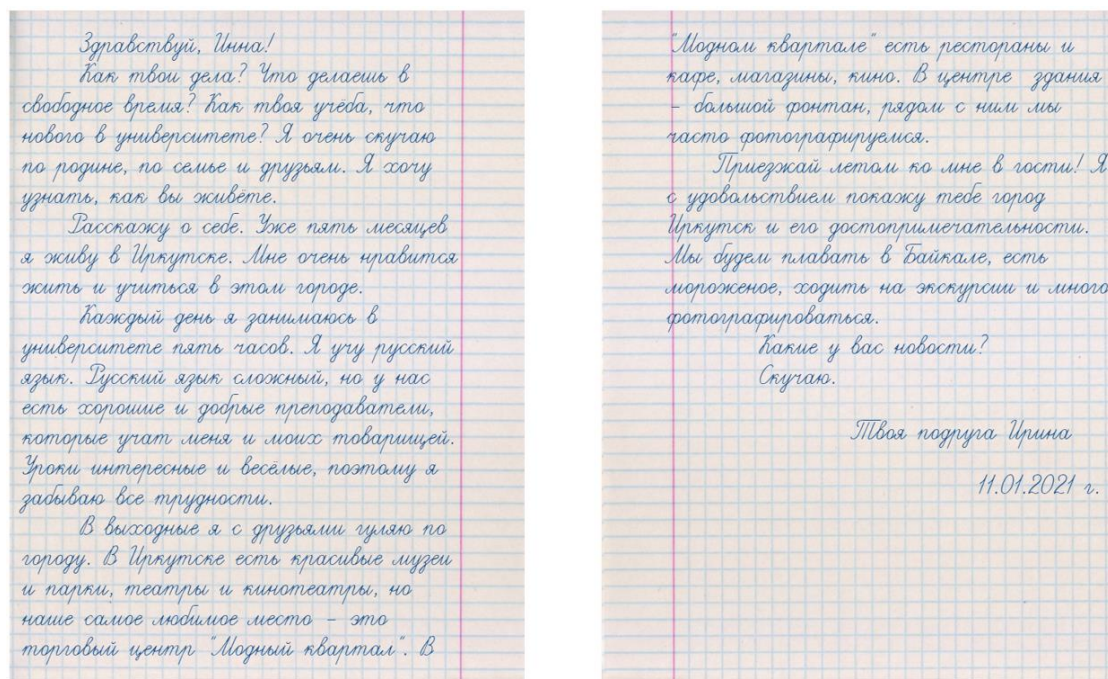 Здравствуй, Инна!
Как твои дела? Что делаешь в
свободное время? Как твоя учёба, что
нового в университете? Я очень скучаю
по родине, по семье и друзьям. Я хочу
узнать, как вы живёте.
Расскажу о себе. Уже пять месяцев
я живу в Иркутске. Мне очень нравится
жить и учиться в этом городе.
Каждый день я занимаюсь в
университете пять часов. Я учу русский
язык. Русский язык сложный, но у нас
есть хорошие и добрые преподаватели,
которые учат меня и моих товарищей.
Уроки интересные и весёлые, поэтому я
забываю все трудности.
В выходные я с друзьями гуляю по
городу. В Иркутске есть красивые музеи
и парки, театры и кинотеатры, но
наше самое любимое место – это
торговый центр "Модный квартал". В
"Модном квартале" есть рестораны и
кафе, магазины, кино. В центре здания
– большой фонтан, рядом с ним мы
часто фотографируемся.
Приезжай летом ко мне в гости! Я
с удовольствием покажу тебе город
Иркутск и его достопримечательности.
Мы будем плавать в Байкале, есть
мороженое, ходить на экскурсии и много
фотографироваться.
Какие у вас новости?
Скучаю.
Твоя подруга Ирина
11.01.2021 г.